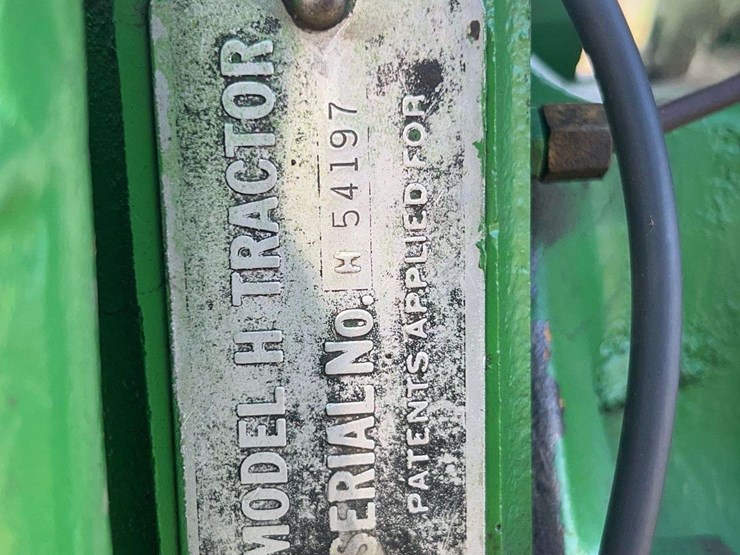 MODEL H TRACTOR
SERIAL No. H 54197
PATENTS APPLIED FOR